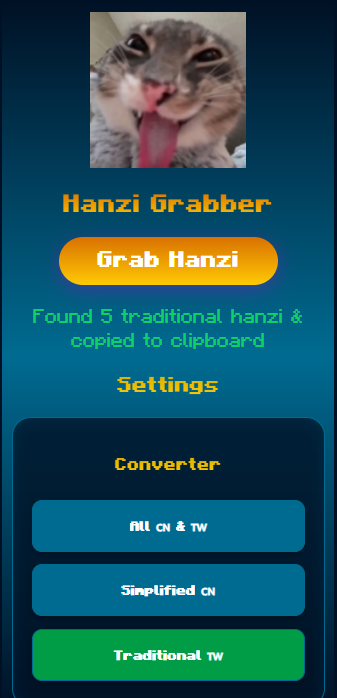 Hanzi Grabber
Grab Hanzi
Found 5 traditional hanzi &
copied to clipboard
Settings
Converter
All CN & TW
Simplified CN
Traditional TW